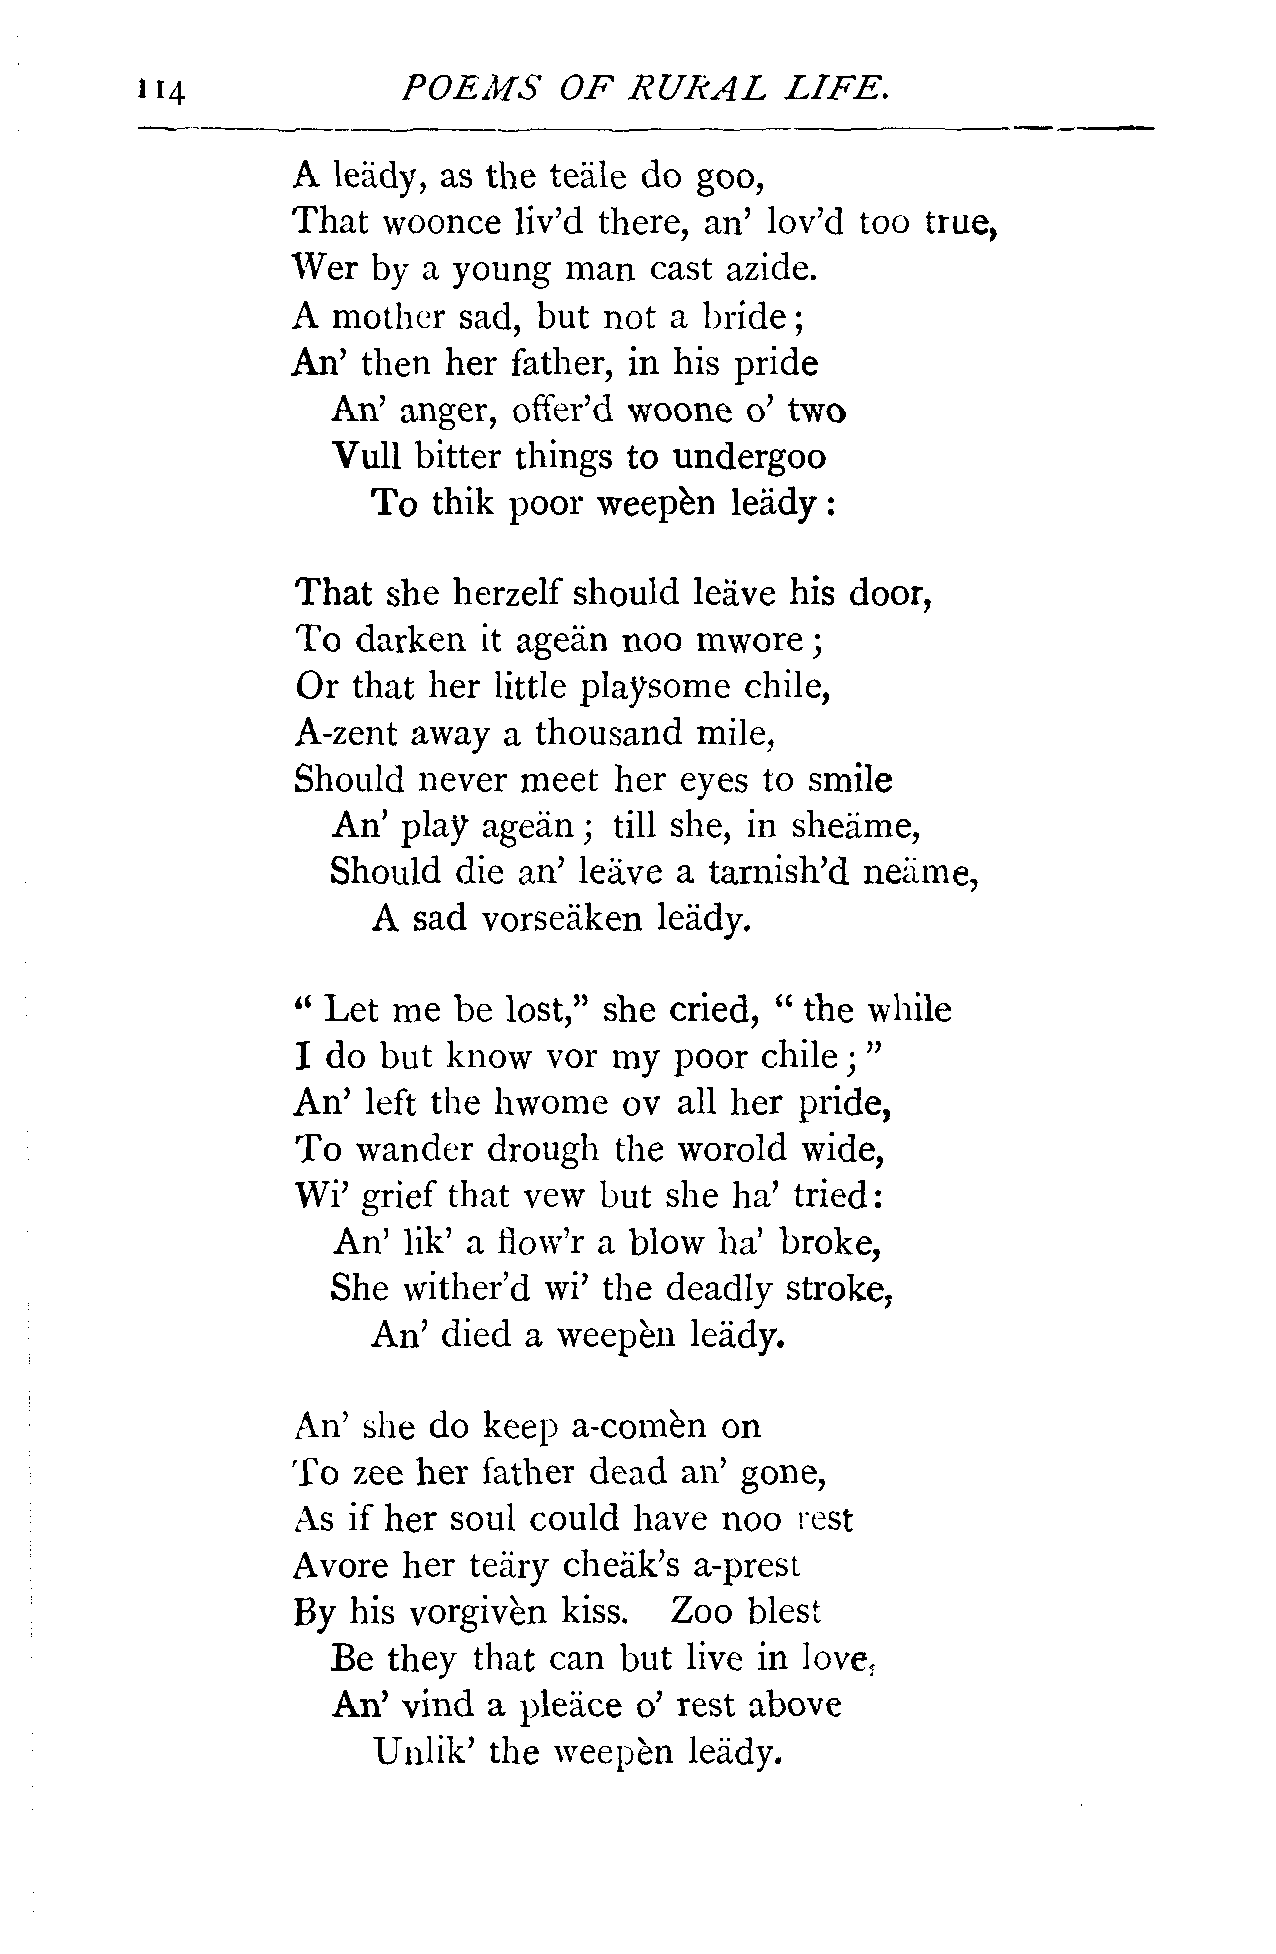 114 POEMS OF RURAL LIFE.
A leädy, as the teäle do goo,
That woonce liv'd there, an' lov'd too true,
Wer by a young man cast azide.
A mother sad, but not a bride;
An' then her father, in his pride
An' anger, offer'd woone o' two
Vull bitter things to undergoo
To thik poor weepèn leädy:
That she herzelf should leäve his door,
To darken it ageän noo mwore;
Or that her little playsome chile,
A-zent away a thousand mile,
Should never meet her eyes to smile
An' play ageän; till she, in sheäme,
Should die an' leäve a tarnish'd neäme,
A sad vorseäken leädy.
"Let me be lost," she cried, "the while
I do but know vor my poor chile;"
An' left the hwome ov all her pride,
To wander drough the worold wide,
Wi' grief that vew but she ha' tried:
An' lik' a flow'r a blow ha' broke,
She wither'd wi' the deadly stroke,
An' died a weepèn leädy.
An' she do keep a-comèn on
To zee her father dead an' gone,
As if her soul could have noo rest
Avore her teäry cheäk's a-prest
By his vorgivèn kiss. Zoo blest
Be they that can but live in love,
An' vind a pleäce o' rest above
Unlik' the weepèn leädy.